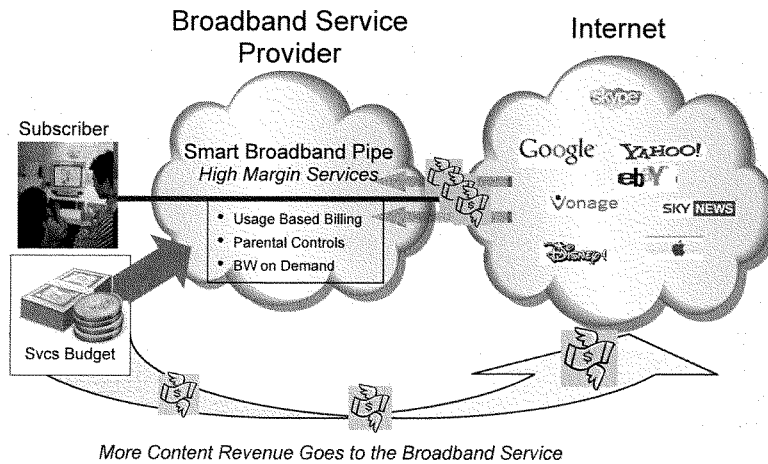 Broadband Service
Provider
Internet
Subscriber
Smart Broadband Pipe
High Margin Services
• Usage Based Billing
• Parental Controls
• BW on Demand
Svcs Budget
skype
Google
YAHOO!
ebY
Vonage
SKY NEWS
Disney
$
$
$
More Content Revenue Goes to the Broadband Service